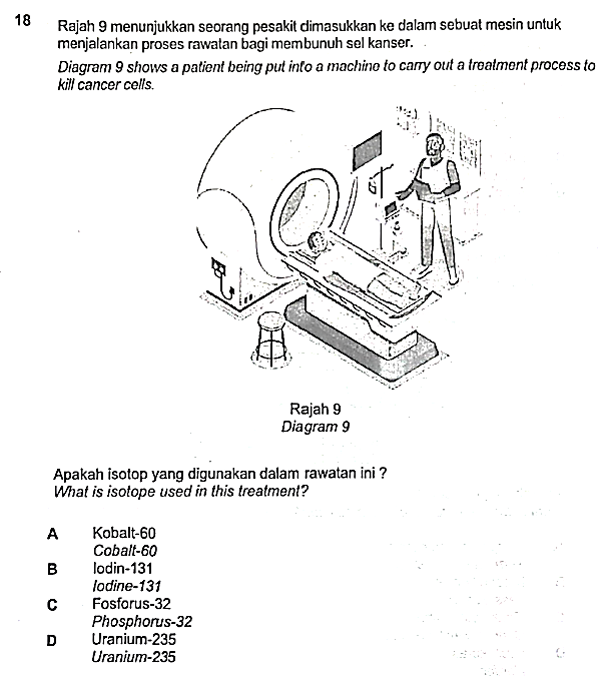 18 Rajah 9 menunjukkan seorang pesakit dimasukkan ke dalam sebuat mesin untuk
menjalankan proses rawatan bagi membunuh sel kanser.
Diagram 9 shows a patient being put into a machine to carry out a treatment process to
kill cancer cells.
Rajah 9
Diagram 9
Apakah isotop yang digunakan dalam rawatan ini ?
What is isotope used in this treatment?
A Kobalt-60
Cobalt-60
B Iodin-131
Iodine-131
C Fosforus-32
Phosphorus-32
D Uranium-235
Uranium-235